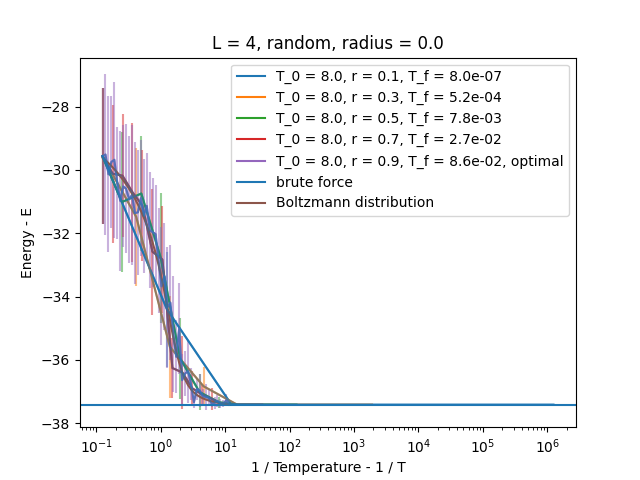 L = 4, random, radius = 0.0
T_0 = 8.0, r = 0.1, T_f = 8.0e-07
T_0 = 8.0, r = 0.3, T_f = 5.2e-04
T_0 = 8.0, r = 0.5, T_f = 7.8e-03
T_0 = 8.0, r = 0.7, T_f = 2.7e-02
T_0 = 8.0, r = 0.9, T_f = 8.6e-02, optimal
brute force
Boltzmann distribution
Energy - E
−28
−30
−32
−34
−36
−38
10⁻¹ 10⁰ 10¹ 10² 10³ 10⁴ 10⁵ 10⁶
1 / Temperature - 1 / T